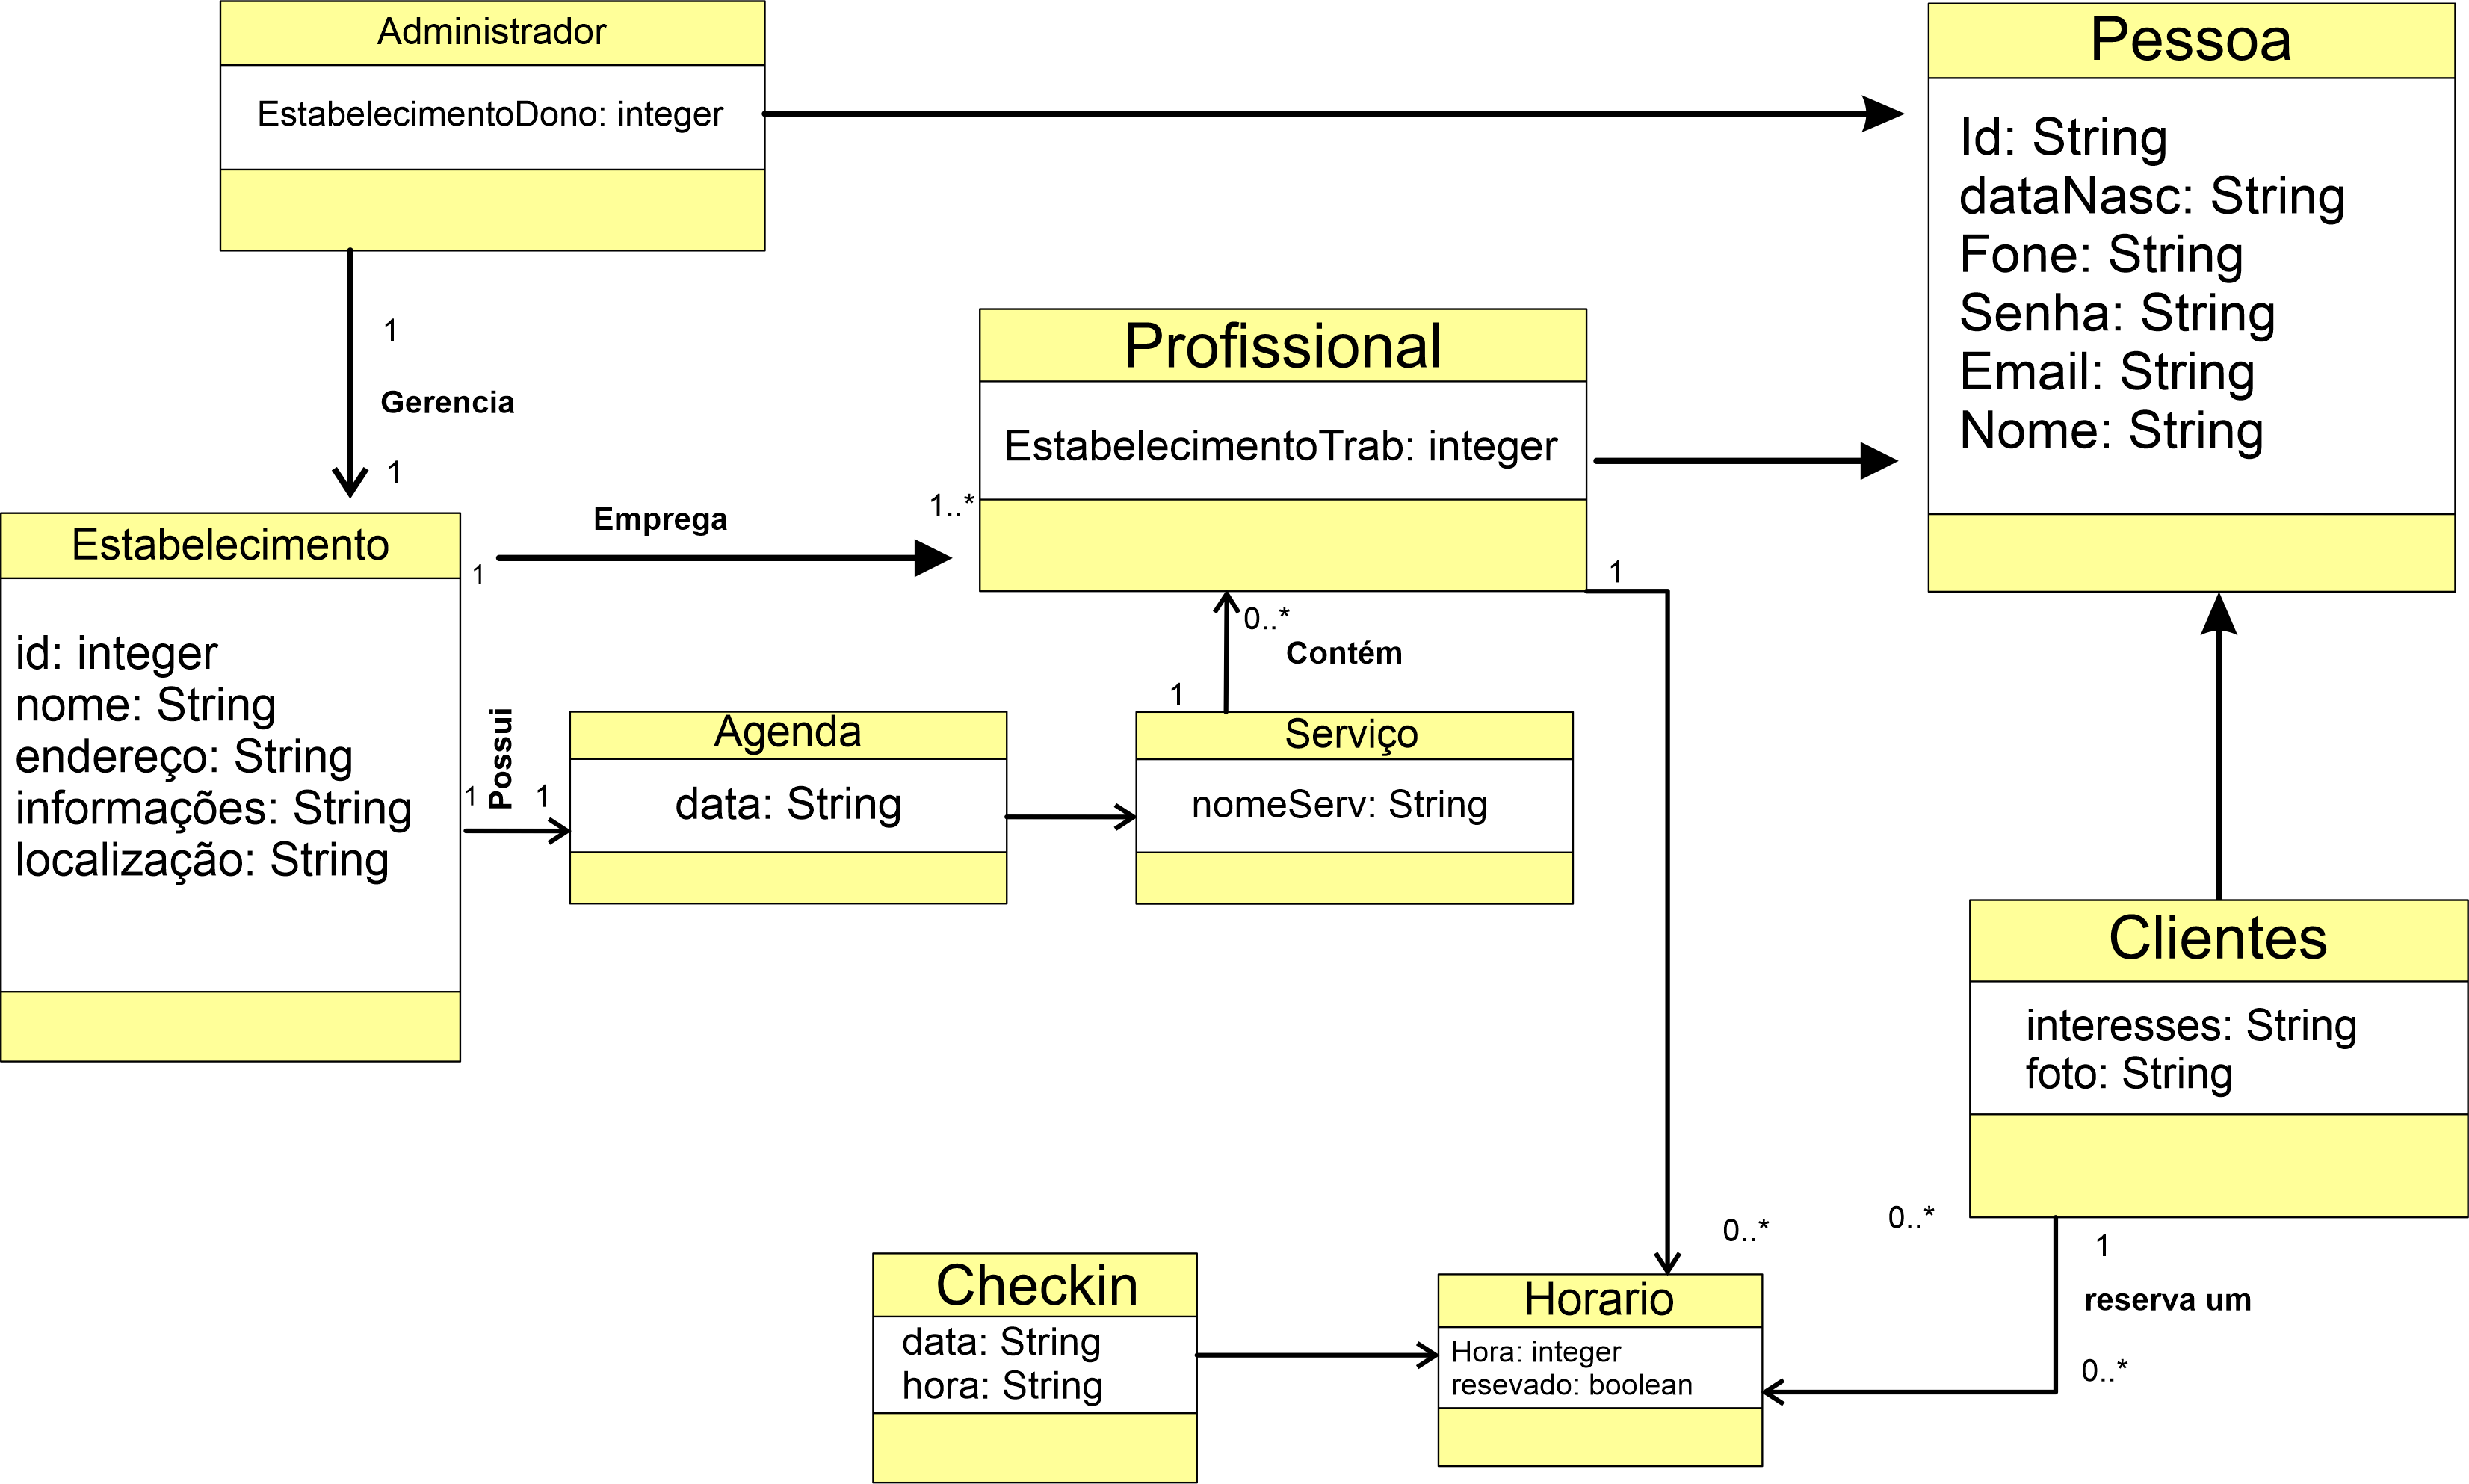 Administrador
EstabelecimentoDono: integer
Pessoa
Id: String
dataNasc: String
Fone: String
Senha: String
Email: String
Nome: String
1
Gerencia
1
Profissional
EstabelecimentoTrab: integer
Estabelecimento
id: integer
nome: String
endereço: String
informações: String
localização: String
1
Emprega
1..*
1
0..*
Contém
1
Possui
1
1
Agenda
data: String
Serviço
nomeServ: String
Clientes
interesses: String
foto: String
0..*
0..*
1
reserva um
0..*
Checkin
data: String
hora: String
Horario
Hora: integer
resevado: boolean